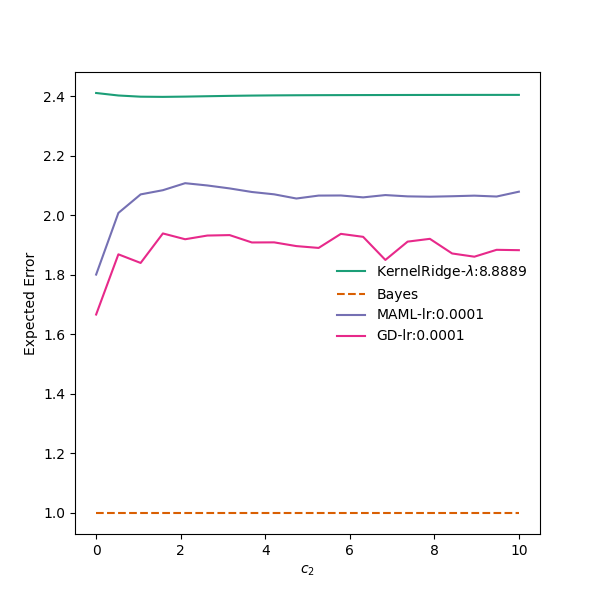 2.4
2.2
2.0
1.8
1.6
1.4
1.2
1.0
Expected Error
KernelRidge-λ:8.8889
Bayes
MAML-lr:0.0001
GD-lr:0.0001
0 2 4 6 8 10
c₂